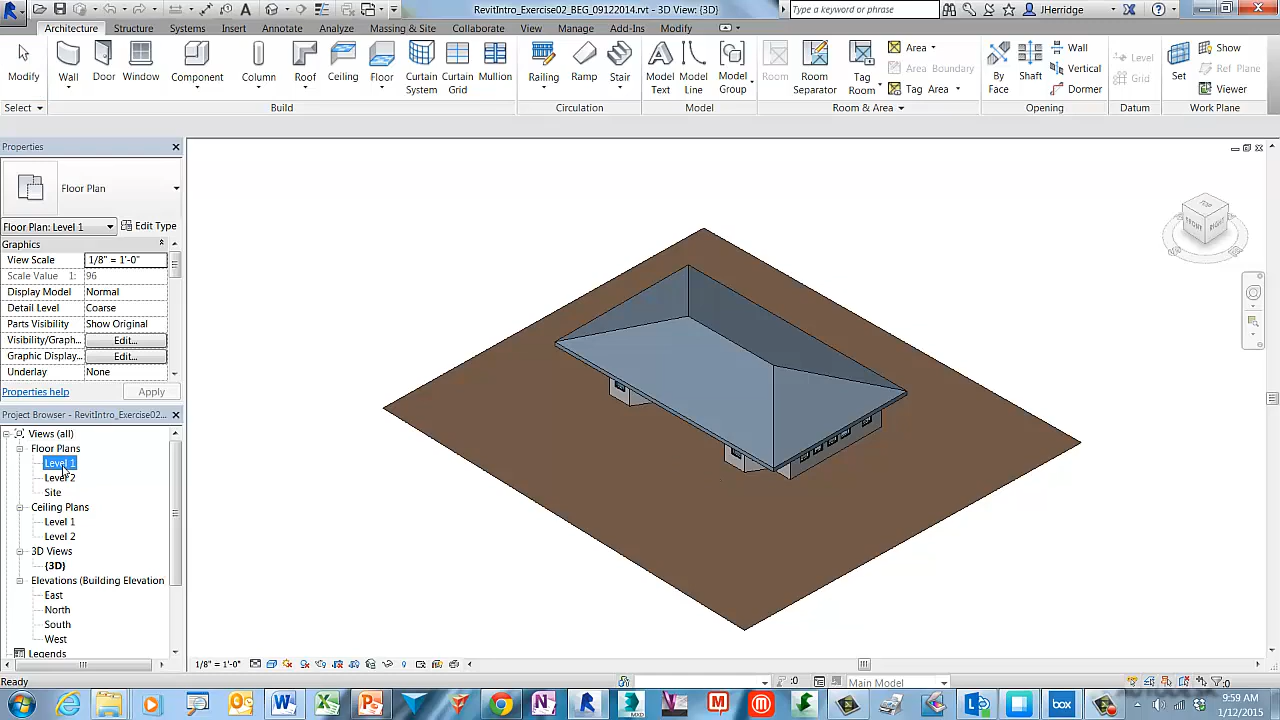 RevitIntro_Exercise02_BEG_09122014.rvt - 3D View: {3D}
Type a keyword or phrase
JHerridge
Architecture Structure Systems Insert Annotate Analyze Massing & Site Collaborate View Manage Add-Ins Modify
Modify Wall Door Window Component Column Roof Ceiling Floor Curtain System Curtain Grid Mullion Railing Ramp Stair Model Text Model Line Model Group Room Room Separator Tag Room
Area
Area Boundary
Tag Area
By Face Shaft
Wall
Vertical
Dormer
Level
Grid
Set
Show
Ref Plane
Viewer
Select Build Circulation Model Room & Area Opening Datum Work Plane
Properties
Floor Plan
Floor Plan: Level 1 Edit Type
Graphics
View Scale 1/8" = 1'-0"
Scale Value 1: 96
Display Model Normal
Detail Level Coarse
Parts Visibility Show Original
Visibility/Graph... Edit...
Graphic Display... Edit...
Underlay None
Properties help Apply
Project Browser - RevitIntro_Exercise02...
Views (all)
Floor Plans
Level 1
Level 2
Site
Ceiling Plans
Level 1
Level 2
3D Views
{3D}
Elevations (Building Elevation
East
North
South
West
Legends
TOP
FRONT
RIGHT
1/8" = 1'-0"
Ready
:0
Main Model
:0
9:59 AM
1/12/2015